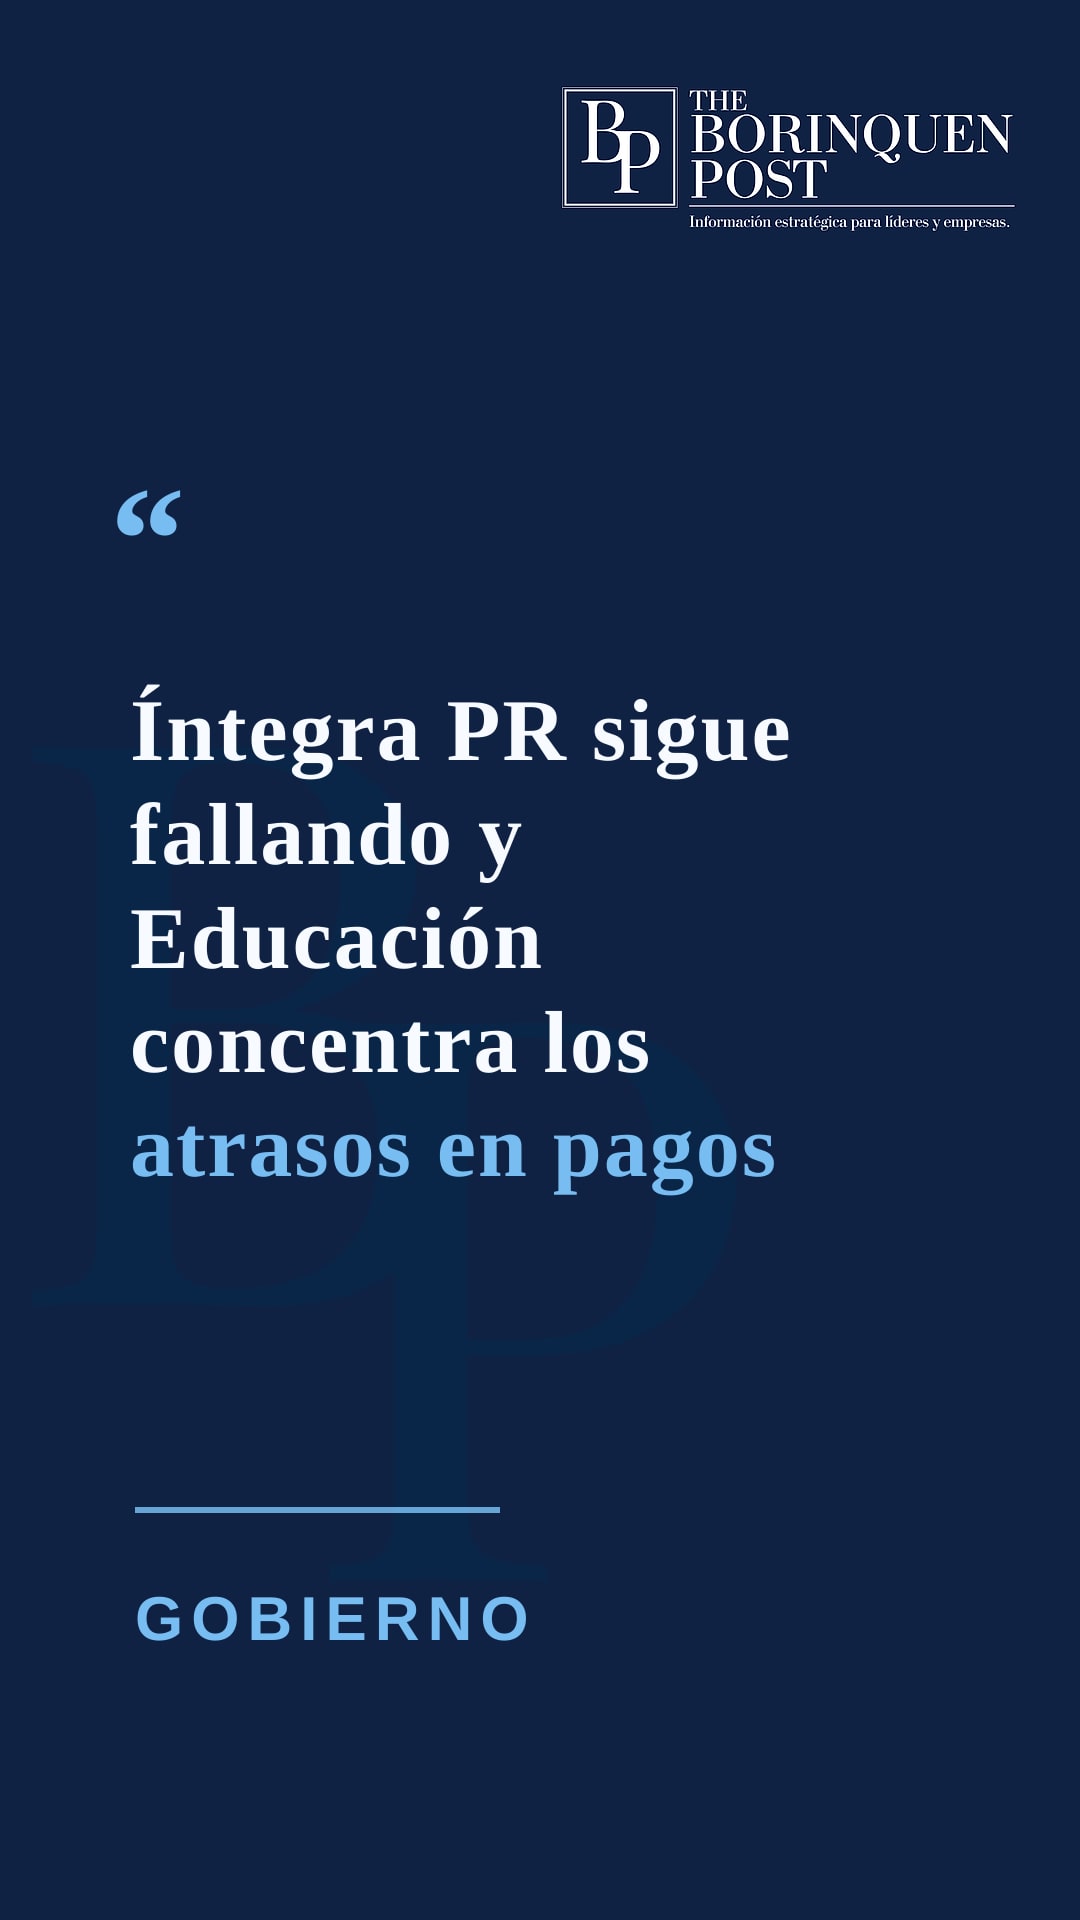 BP
THE
BORINQUEN
POST
Información estratégica para líderes y empresas.
“
Íntegra PR sigue
fallando y
Educación
concentra los
atrasos en pagos
GOBIERNO